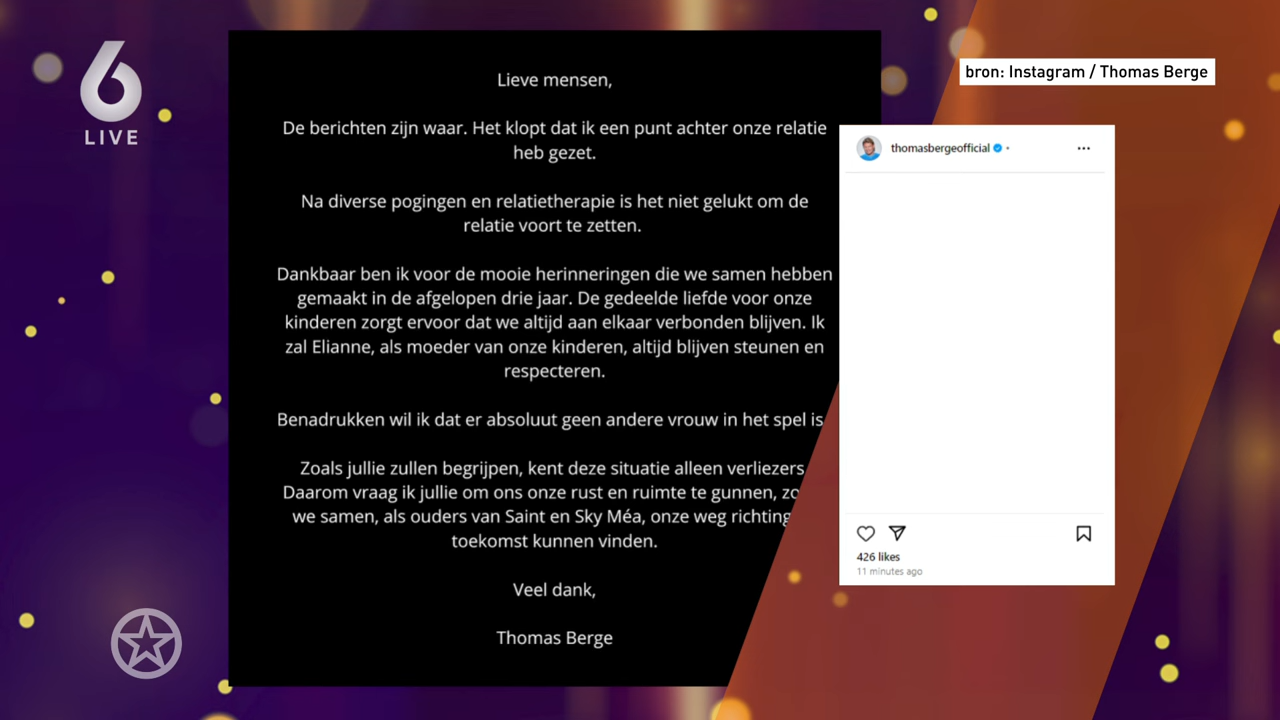 6
LIVE
bron: Instagram / Thomas Berge
Lieve mensen,
De berichten zijn waar. Het klopt dat ik een punt achter onze relatie
heb gezet.
Na diverse pogingen en relatietherapie is het niet gelukt om de
relatie voort te zetten.
Dankbaar ben ik voor de mooie herinneringen die we samen hebben
gemaakt in de afgelopen drie jaar. De gedeelde liefde voor onze
kinderen zorgt ervoor dat we altijd aan elkaar verbonden blijven. Ik
zal Elianne, als moeder van onze kinderen, altijd blijven steunen en
respecteren.
Benadrukken wil ik dat er absoluut geen andere vrouw in het spel is
Zoals jullie zullen begrijpen, kent deze situatie alleen verliezers
Daarom vraag ik jullie om ons onze rust en ruimte te gunnen,
we samen, als ouders van Saint en Sky Méa, onze weg richting
toekomst kunnen vinden.
Veel dank,
Thomas Berge
thomasbergeofficial
426 likes
11 minutes ago